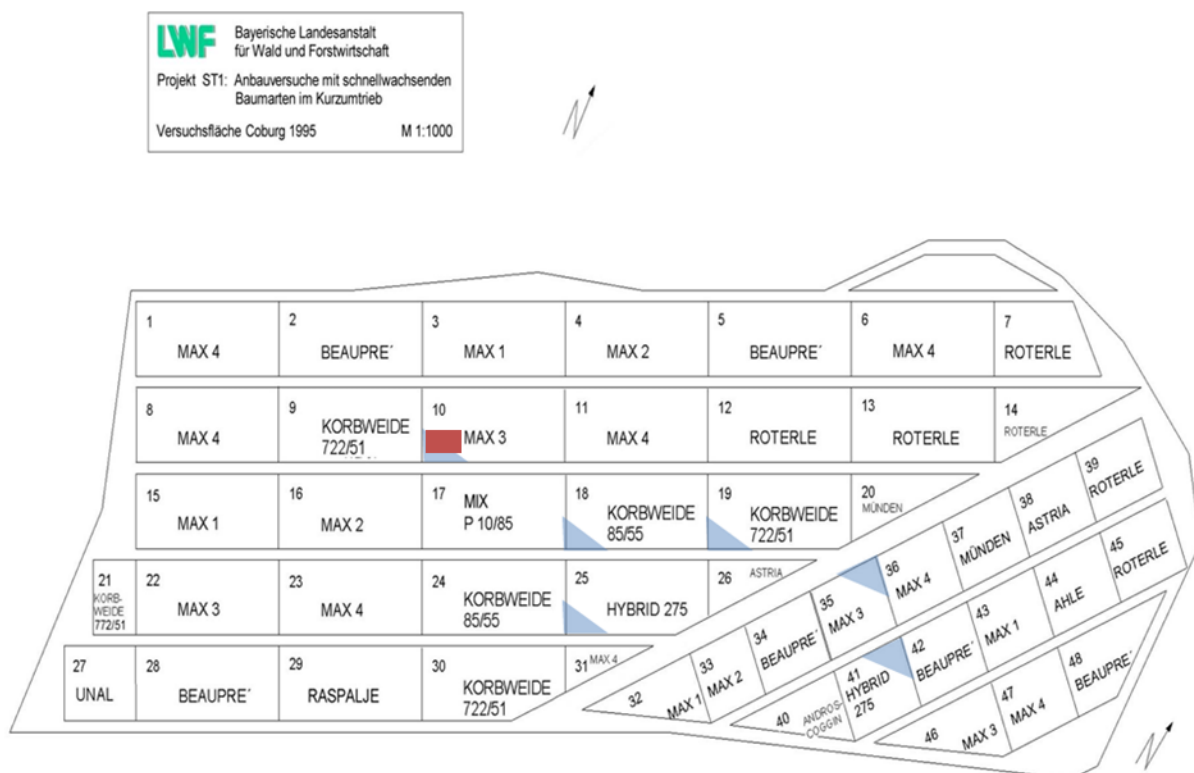 LWF
Bayerische Landesanstalt
für Wald und Forstwirtschaft
Projekt ST1: Anbauversuche mit schnellwachsenden
Baumarten im Kurzumtrieb
Versuchsfläche Coburg 1995 M 1:1000
N
1
MAX 4
2
BEAUPRE´
3
MAX 1
4
MAX 2
5
BEAUPRE´
6
MAX 4
7
ROTERLE
8
MAX 4
9
KORBWEIDE
722/51
10
MAX 3
11
MAX 4
12
ROTERLE
13
ROTERLE
14
ROTERLE
15
MAX 1
16
MAX 2
17
MIX
P 10/85
18
KORBWEIDE
85/55
19
KORBWEIDE
722/51
20
MÜNDEN
21
KORB-
WEIDE
772/51
22
MAX 3
23
MAX 4
24
KORBWEIDE
85/55
25
HYBRID 275
26
ASTRIA
27
UNAL
28
BEAUPRE´
29
RASPALJE
30
KORBWEIDE
722/51
31
MAX 4
32
MAX 1
33
MAX 2
34
BEAUPRE´
35
MAX 3
36
MAX 4
37
MÜNDEN
38
ASTRIA
39
ROTERLE
40
ANDROS-
COGGIN
41
HYBRID
275
42
BEAUPRE´
43
MAX 1
44
AHLE
45
ROTERLE
46
MAX 3
47
MAX 4
48
BEAUPRE´
N